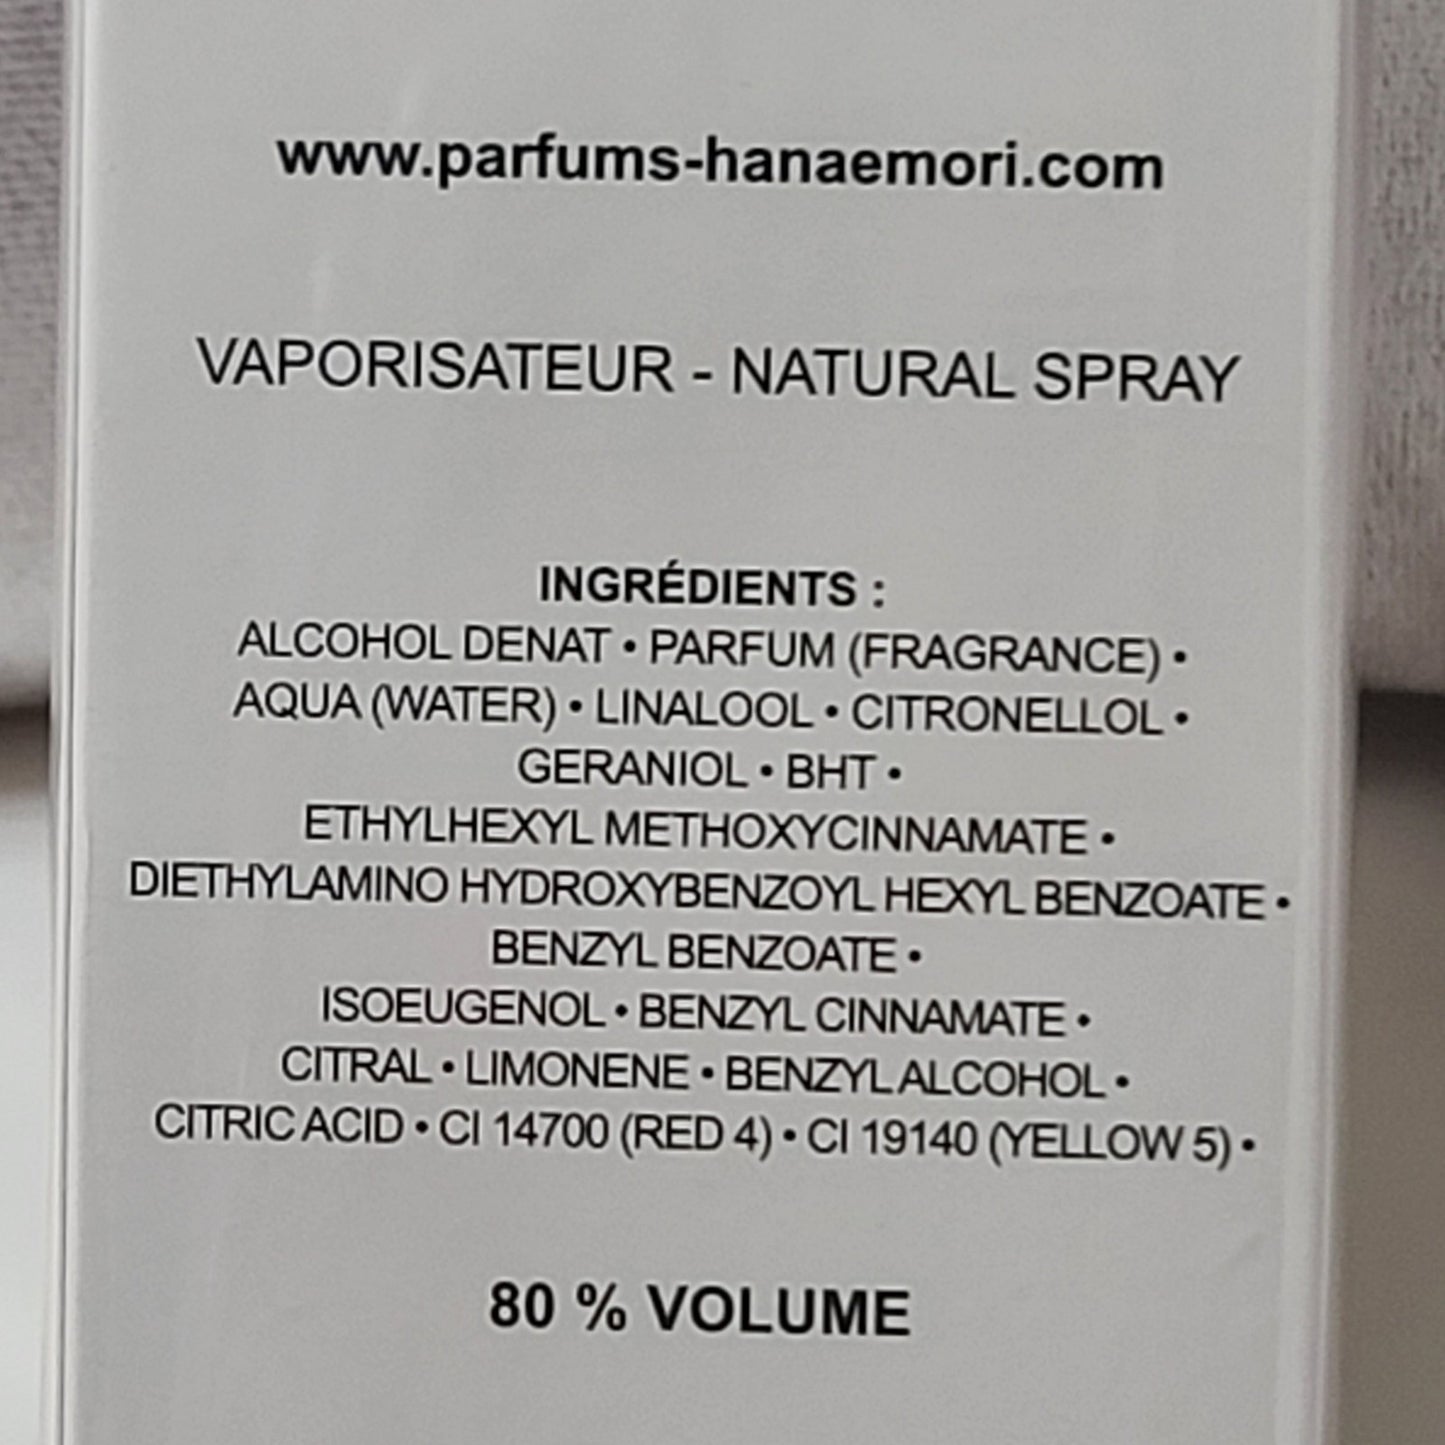 www.parfums-hanaemori.com
VAPORISATEUR - NATURAL SPRAY
INGRÉDIENTS :
ALCOHOL DENAT • PARFUM (FRAGRANCE) •
AQUA (WATER) • LINALOOL • CITRONELLOL •
GERANIOL • BHT •
ETHYLHEXYL METHOXYCINNAMATE •
DIETHYLAMINO HYDROXYBENZOYL HEXYL BENZOATE •
BENZYL BENZOATE •
ISOEUGENOL • BENZYL CINNAMATE •
CITRAL • LIMONENE • BENZYL ALCOHOL •
CITRIC ACID • CI 14700 (RED 4) • CI 19140 (YELLOW 5) •
80 % VOLUME